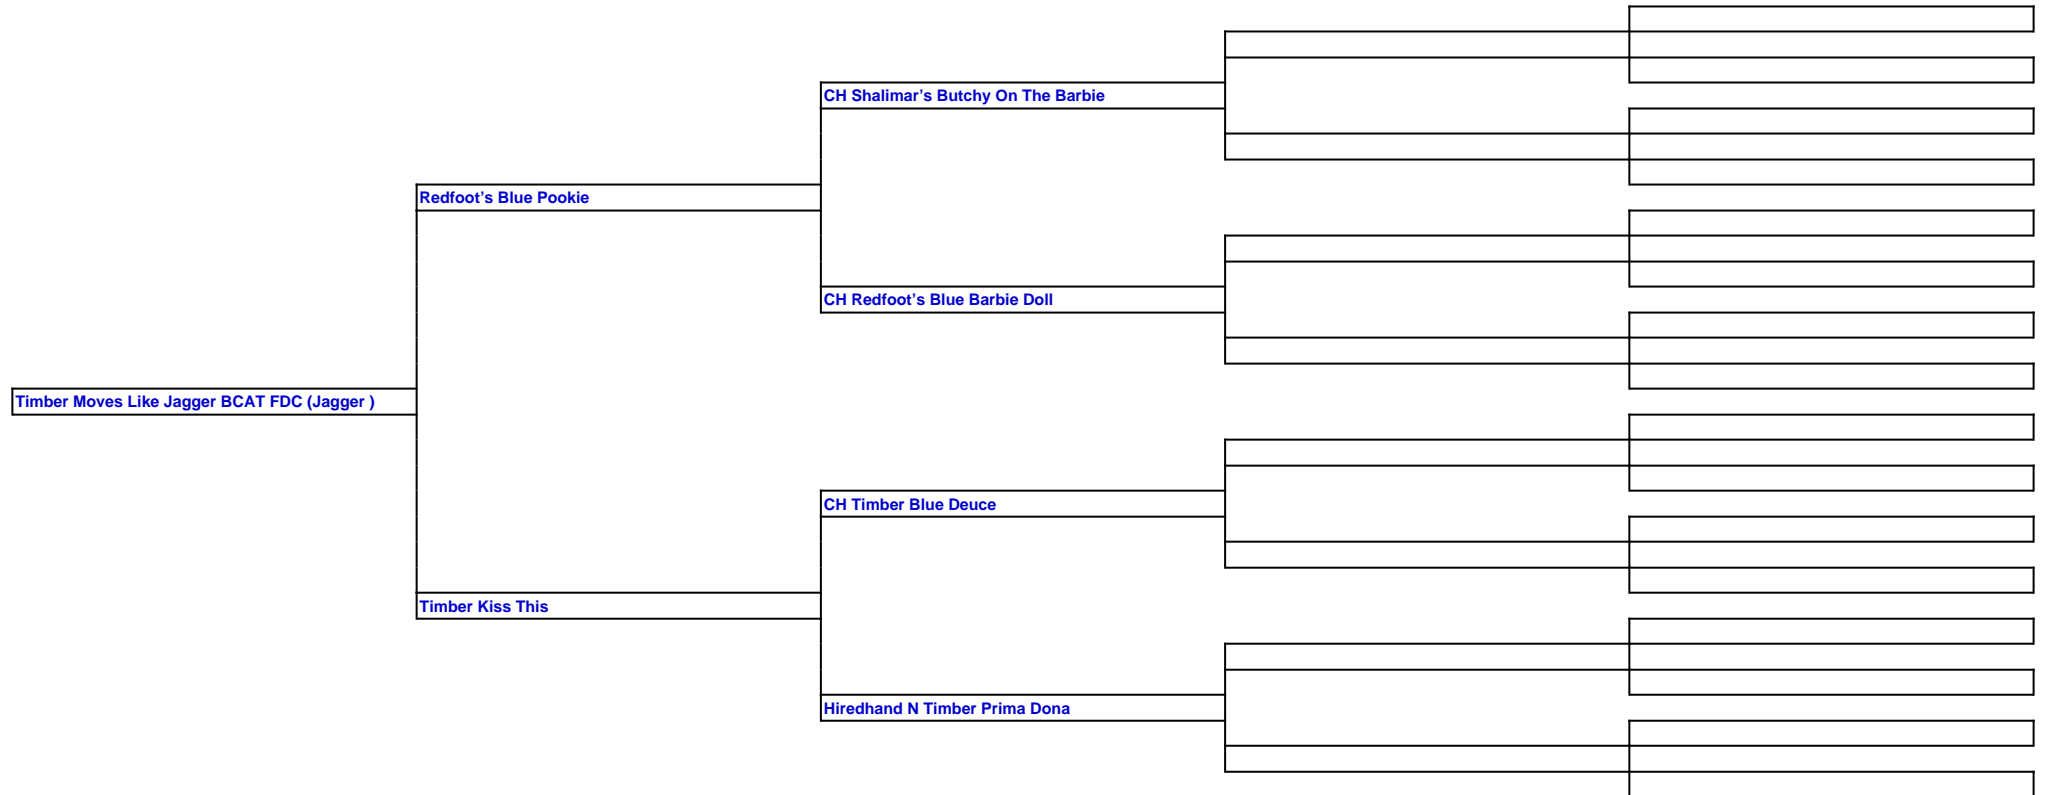 CH Shalimar’s Butchy On The Barbie
Redfoot’s Blue Pookie
CH Redfoot’s Blue Barbie Doll
Timber Moves Like Jagger BCAT FDC (Jagger )
CH Timber Blue Deuce
Timber Kiss This
Hiredhand N Timber Prima Dona